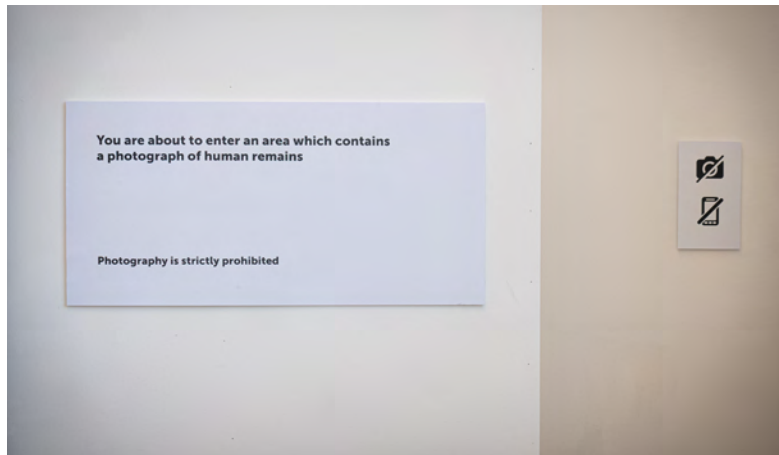 You are about to enter an area which contains
a photograph of human remains
Photography is strictly prohibited